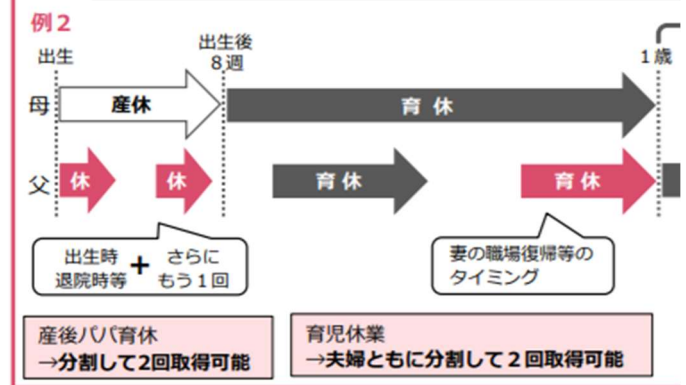 例2
出生
出生後
8週
1歳
母
産休
育休
父
休
休
育休
育休
出生時
退院時等
+
さらに
もう1回
妻の職場復帰等の
タイミング
産後パパ育休
→分割して2回取得可能
育児休業
→夫婦ともに分割して2回取得可能